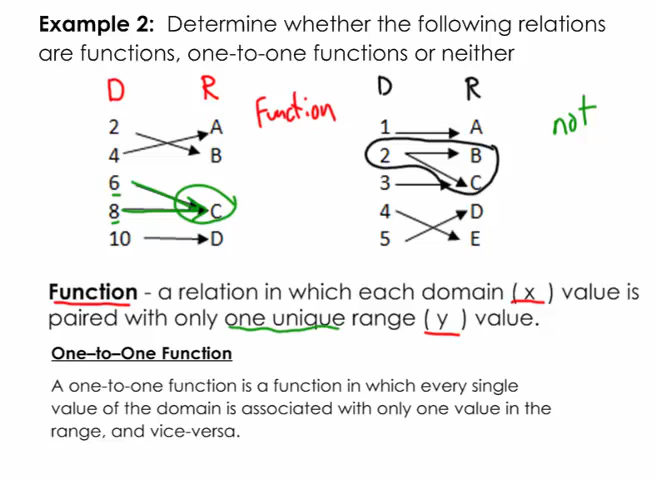 Example 2: Determine whether the following relations
are functions, one-to-one functions or neither
D R Function D R not
2 A 1 A
4 B 2 B
6 C 3 C
8 4 D
10 D 5 E
Function - a relation in which each domain ( x ) value is
paired with only one unique range ( y ) value.
One–to–One Function
A one-to-one function is a function in which every single
value of the domain is associated with only one value in the
range, and vice-versa.